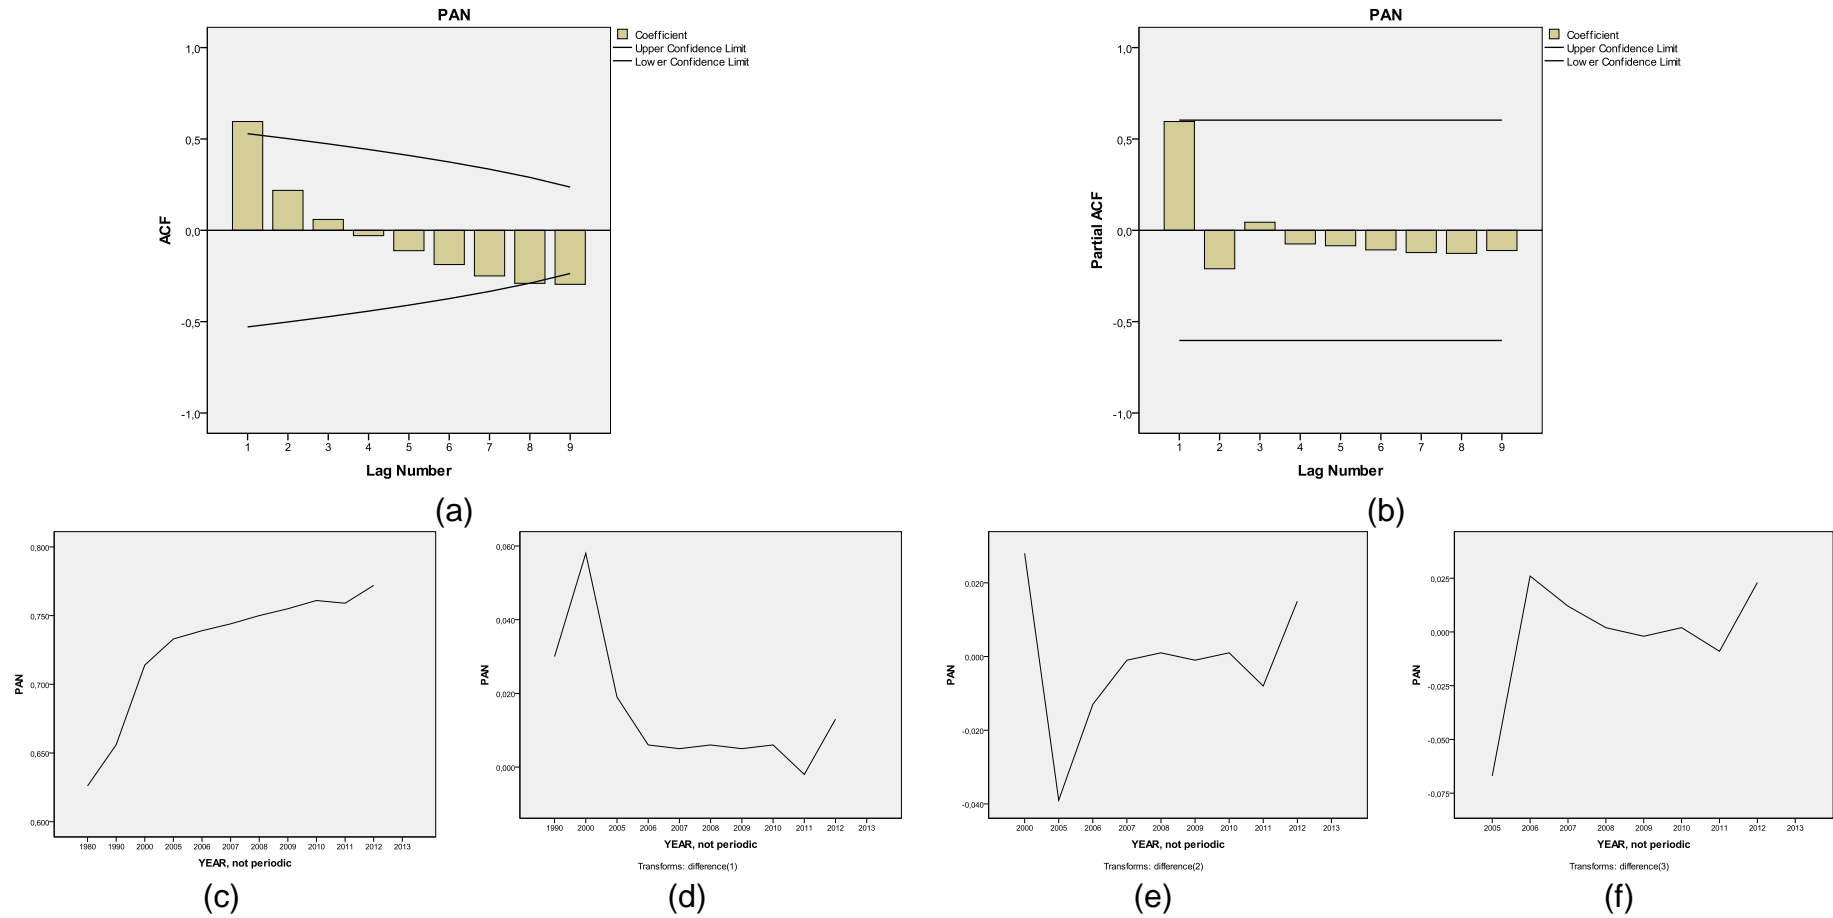 PAN
Coefficient
Upper Confidence Limit
Lower Confidence Limit
1,0
0,5
0,0
-0,5
-1,0
ACF
1 2 3 4 5 6 7 8 9
Lag Number
(a)
PAN
Coefficient
Upper Confidence Limit
Lower Confidence Limit
1,0
0,5
0,0
-0,5
-1,0
Partial ACF
1 2 3 4 5 6 7 8 9
Lag Number
(b)
0,800
0,750
0,700
0,650
0,600
PAN
1980 1990 2000 2005 2006 2007 2008 2009 2010 2011 2012 2013
YEAR, not periodic
(c)
0,060
0,040
0,020
0,000
PAN
1990 2000 2005 2006 2007 2008 2009 2010 2011 2012 2013
YEAR, not periodic
Transforms: difference(1)
(d)
0,020
0,000
-0,020
-0,040
PAN
2000 2005 2006 2007 2008 2009 2010 2011 2012 2013
YEAR, not periodic
Transforms: difference(2)
(e)
0,025
0,000
-0,025
-0,050
-0,075
PAN
2005 2006 2007 2008 2009 2010 2011 2012 2013
YEAR, not periodic
Transforms: difference(3)
(f)